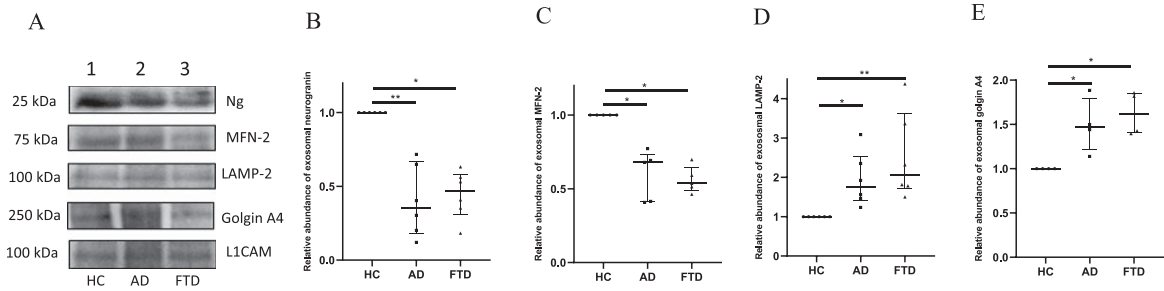 A
1 2 3
25 kDa Ng
75 kDa MFN-2
100 kDa LAMP-2
250 kDa Golgin A4
100 kDa L1CAM
HC AD FTD
B
Relative abundance of exosomal neurogranin
1.0
0.5
0.0
*
**
HC AD FTD
C
Relative abundance of exosomal MFN-2
1.0
0.5
0.0
*
*
HC AD FTD
D
Relative abundance of exososmal LAMP-2
4
3
2
1
0
**
*
HC AD FTD
E
Relative abundance of exosomal golgin A4
2.0
1.5
1.0
0.5
0.0
*
*
HC AD FTD